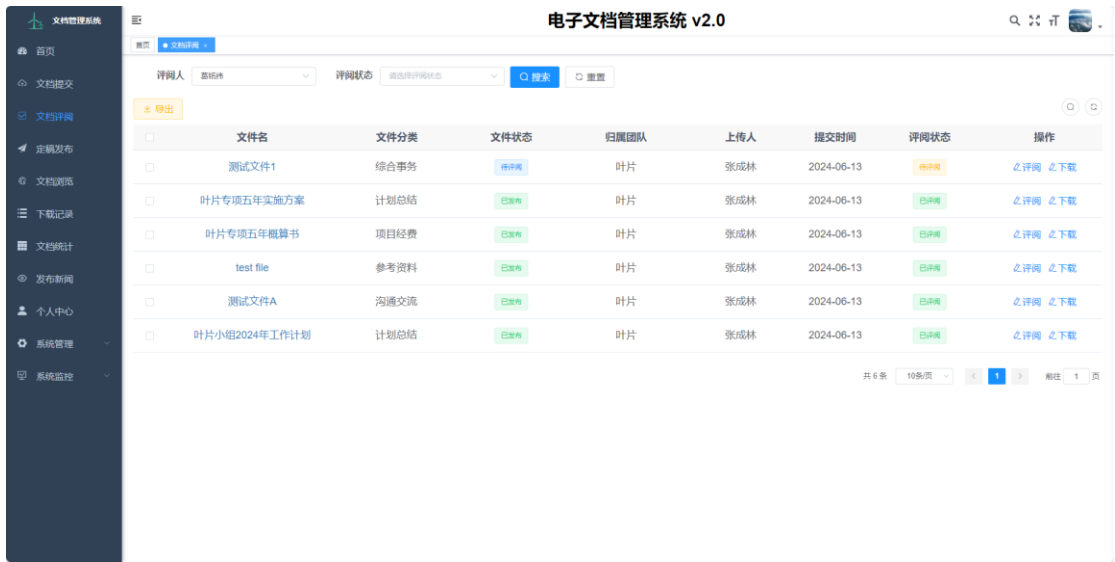 文档管理系统
电子文档管理系统 v2.0
首页
文档提交
文档评阅
定稿发布
文档浏览
下载记录
文档统计
发布新闻
个人中心
系统管理
系统监控
首页 文档评阅 ×
评阅人 葛铭纬 评阅状态 请选择评阅状态 搜索 重置
导出
文件名 文件分类 文件状态 归属团队 上传人 提交时间 评阅状态 操作
测试文件1 综合事务 待评阅 叶片 张成林 2024-06-13 待评阅 评阅 下载
叶片专项五年实施方案 计划总结 已发布 叶片 张成林 2024-06-13 已评阅 评阅 下载
叶片专项五年概算书 项目经费 已发布 叶片 张成林 2024-06-13 已评阅 评阅 下载
test file 参考资料 已发布 叶片 张成林 2024-06-13 已评阅 评阅 下载
测试文件A 沟通交流 已发布 叶片 张成林 2024-06-13 已评阅 评阅 下载
叶片小组2024年工作计划 计划总结 已发布 叶片 张成林 2024-06-13 已评阅 评阅 下载
共 6 条 10条/页 1 前往 1 页